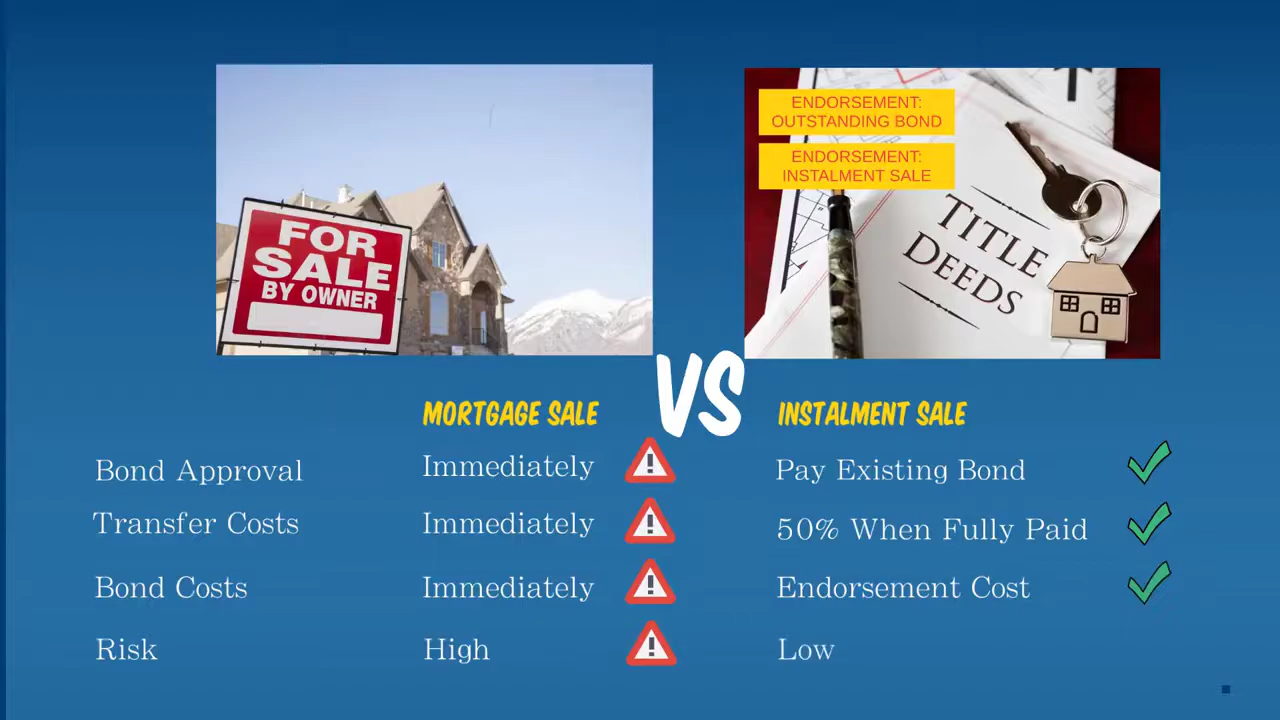 FOR
SALE
BY OWNER
ENDORSEMENT:
OUTSTANDING BOND
ENDORSEMENT:
INSTALMENT SALE
TITLE
DEEDS
VS
MORTGAGE SALE
INSTALMENT SALE
Bond Approval
Immediately
Pay Existing Bond
Transfer Costs
Immediately
50% When Fully Paid
Bond Costs
Immediately
Endorsement Cost
Risk
High
Low